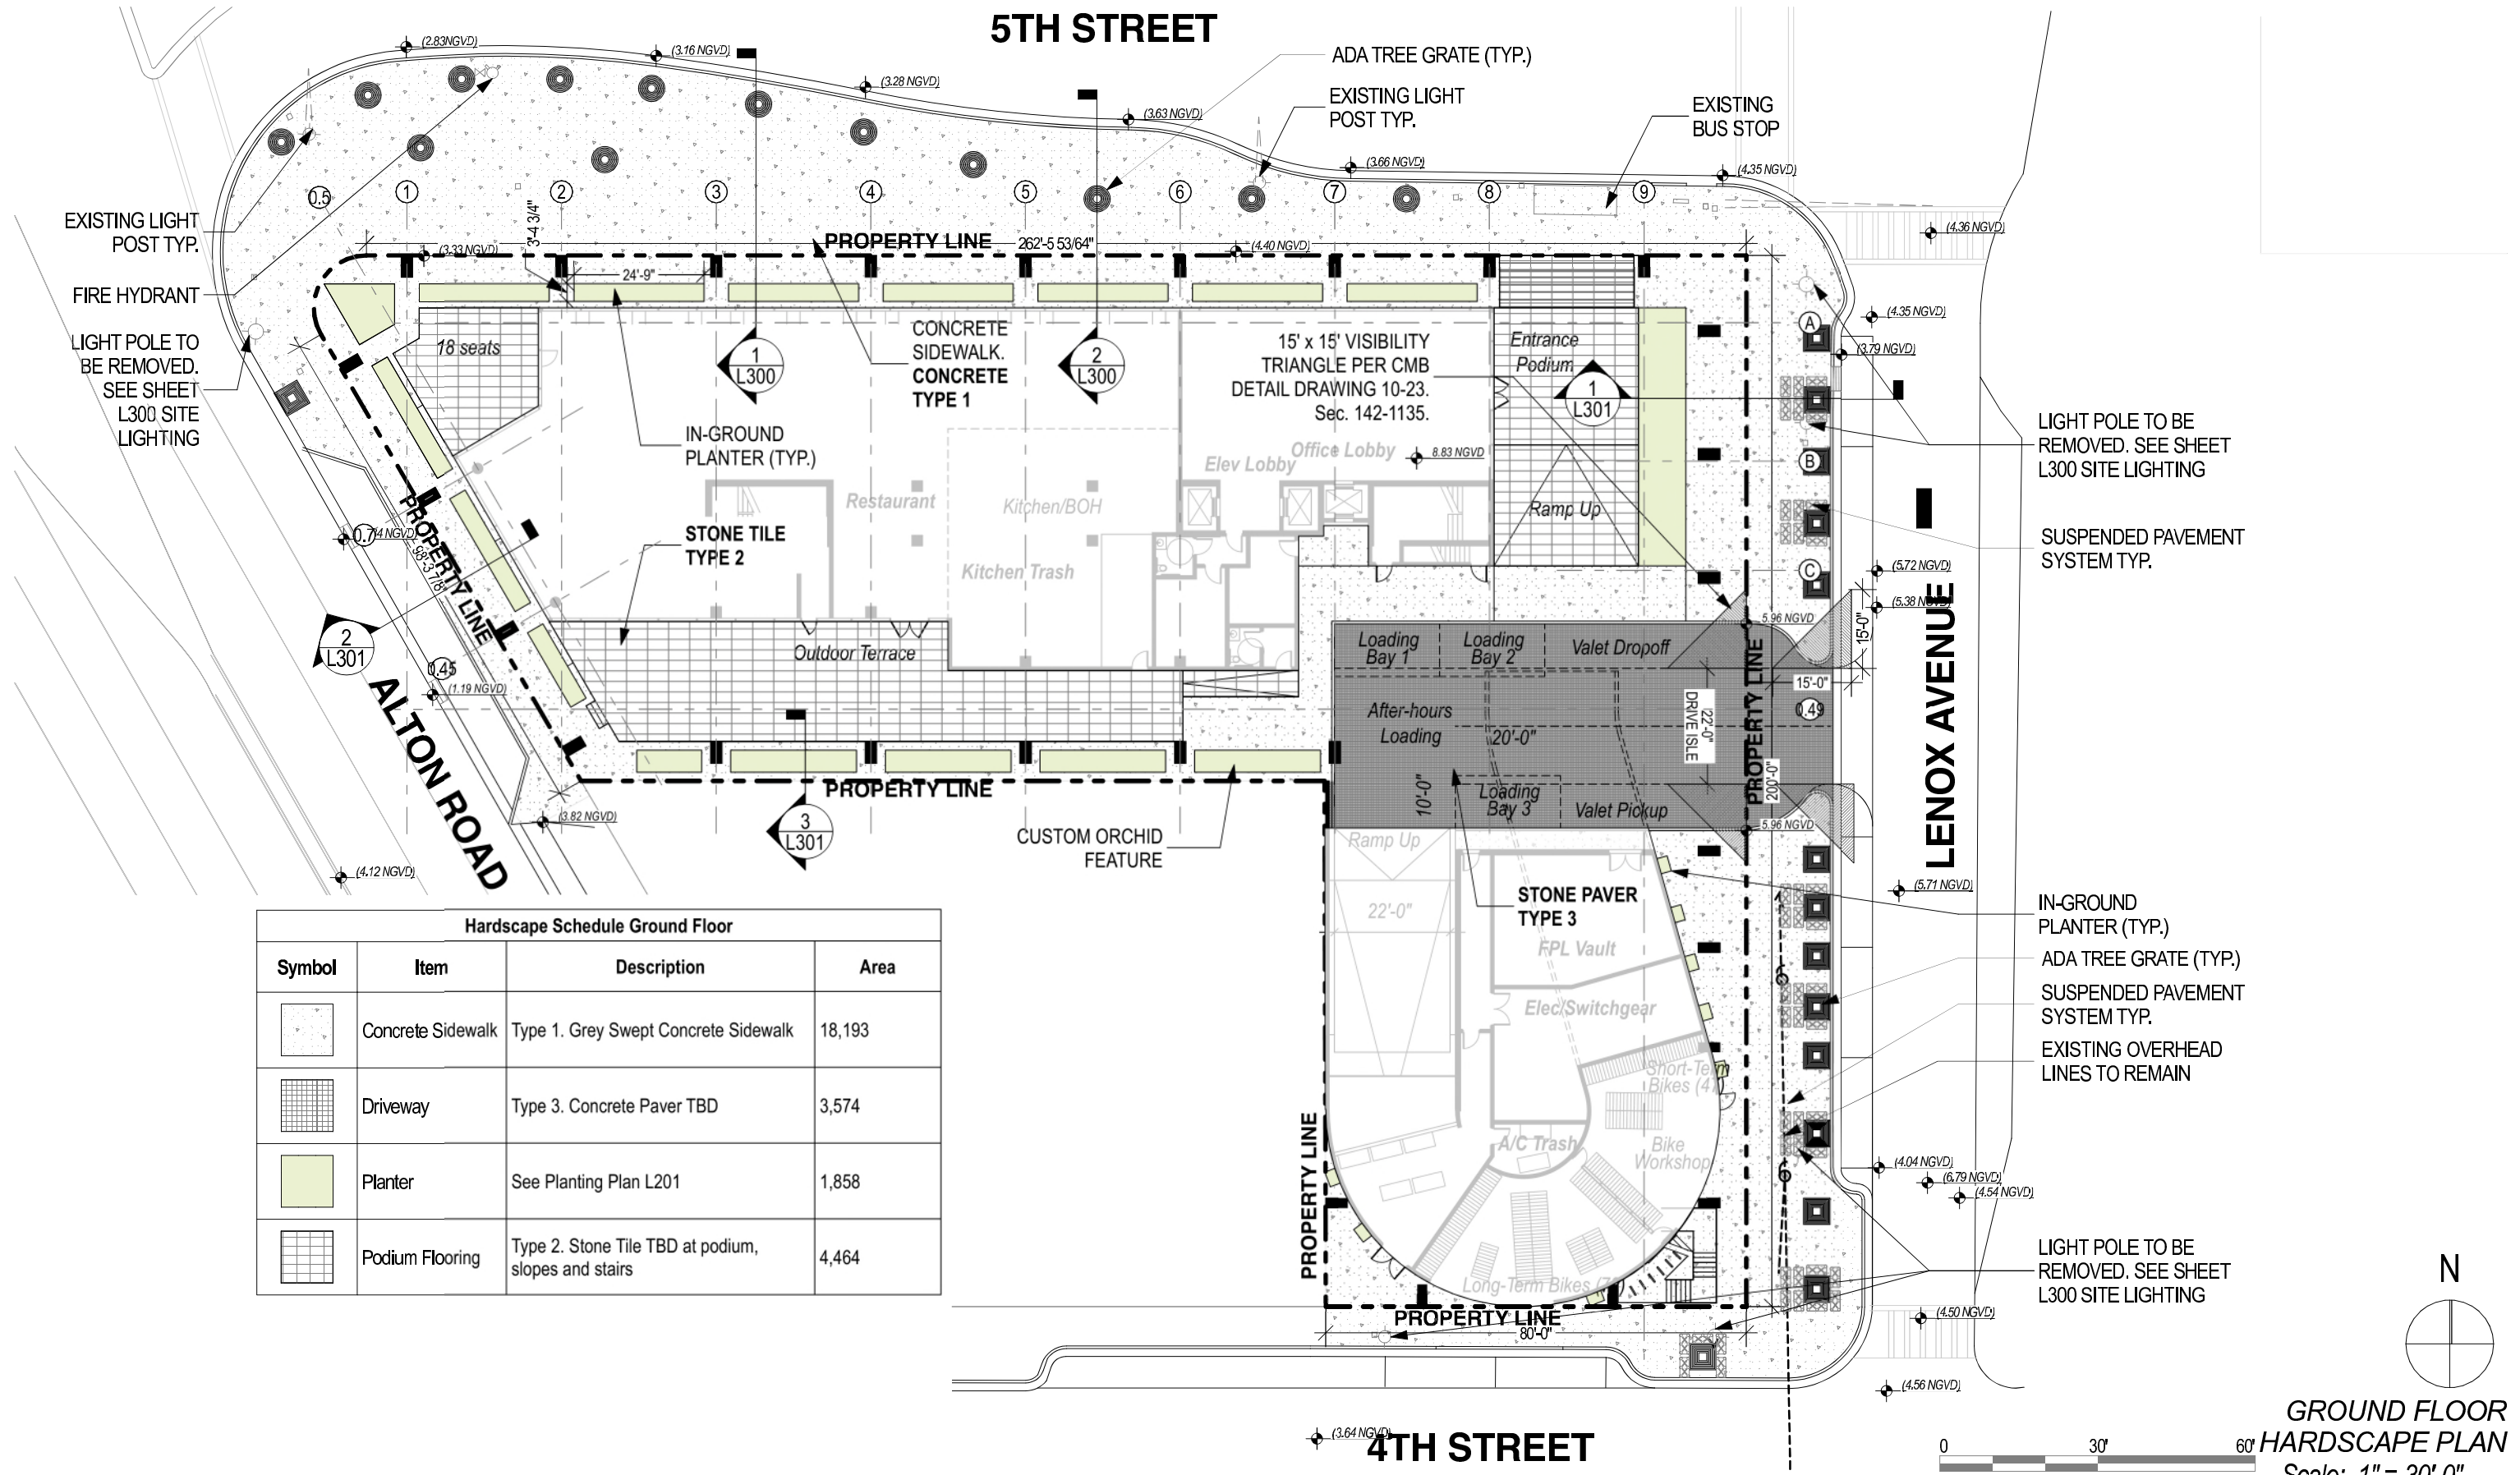 5TH STREET
(2.83NGVD)
(3.16 NGVD)
(3.28 NGVD)
(3.63 NGVD)
(3.66 NGVD)
(4.35 NGVD)
(4.36 NGVD)
ADA TREE GRATE (TYP.)
EXISTING LIGHT
POST TYP.
EXISTING
BUS STOP
0.5
1
2
3
4
5
6
7
8
9
EXISTING LIGHT
POST TYP.
3'-4 3/4"
(3.33 NGVD)
PROPERTY LINE
262'-5 53/64"
(4.40 NGVD)
24'-9"
FIRE HYDRANT
LIGHT POLE TO
BE REMOVED.
SEE SHEET
L300 SITE
LIGHTING
18 seats
1
L300
CONCRETE
SIDEWALK.
CONCRETE
TYPE 1
2
L300
15' x 15' VISIBILITY
TRIANGLE PER CMB
DETAIL DRAWING 10-23.
Sec. 142-1135.
Entrance
Podium
1
L301
A
(4.35 NGVD)
(3.79 NGVD)
IN-GROUND
PLANTER (TYP.)
Elev Lobby
Office Lobby
8.83 NGVD
B
LIGHT POLE TO BE
REMOVED. SEE SHEET
L300 SITE LIGHTING
Restaurant
Kitchen/BOH
Ramp Up
STONE TILE
TYPE 2
Kitchen Trash
SUSPENDED PAVEMENT
SYSTEM TYP.
C
(5.72 NGVD)
(5.38 NGVD)
PROPERTY LINE
98'-3 7/8"
0.7
2
L301
0.45
(1.19 NGVD)
ALTON ROAD
Outdoor Terrace
Loading
Bay 1
Loading
Bay 2
Valet Dropoff
5.96 NGVD
15'-0"
15'-0"
After-hours
Loading
20'-0"
22'-0"
DRIVE ISLE
PROPERTY LINE
200'-0"
0.49
LENOX AVENUE
PROPERTY LINE
10'-0"
Loading
Bay 3
Valet Pickup
5.96 NGVD
3
L301
(3.82 NGVD)
(4.12 NGVD)
CUSTOM ORCHID
FEATURE
Ramp Up
22'-0"
STONE PAVER
TYPE 3
FPL Vault
Elec/Switchgear
(5.71 NGVD)
IN-GROUND
PLANTER (TYP.)
ADA TREE GRATE (TYP.)
SUSPENDED PAVEMENT
SYSTEM TYP.
EXISTING OVERHEAD
LINES TO REMAIN
Hardscape Schedule Ground Floor
Symbol Item Description Area
Concrete Sidewalk Type 1. Grey Swept Concrete Sidewalk 18,193
Driveway Type 3. Concrete Paver TBD 3,574
Planter See Planting Plan L201 1,858
Podium Flooring Type 2. Stone Tile TBD at podium,
slopes and stairs 4,464
Short-Term
Bikes
A/C Trash
Bike
Workshop
PROPERTY LINE
Long-Term Bikes
(4.04 NGVD)
(6.79 NGVD)
(4.54 NGVD)
LIGHT POLE TO BE
REMOVED. SEE SHEET
L300 SITE LIGHTING
(4.50 NGVD)
PROPERTY LINE
80'-0"
(4.56 NGVD)
(3.64 NGVD)
4TH STREET
N
0 30' 60'
GROUND FLOOR
HARDSCAPE PLAN
Scale: 1" = 30'-0"